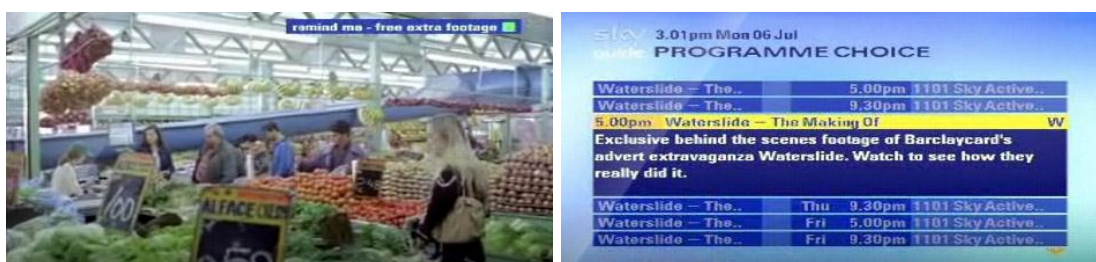 remind me - free extra footage
100
ALFACE
sky
guide
3.01pm Mon 06 Jul
PROGRAMME CHOICE
Waterslide – The.. 5.00pm 1101 Sky Active..
Waterslide – The.. 9.30pm 1101 Sky Active..
5.00pm Waterslide – The Making Of W
Exclusive behind the scenes footage of Barclaycard's
advert extravaganza Waterslide. Watch to see how they
really did it.
Waterslide – The.. Thu 9.30pm 1101 Sky Active..
Waterslide – The.. Fri 5.00pm 1101 Sky Active..
Waterslide – The.. Fri 9.30pm 1101 Sky Active..